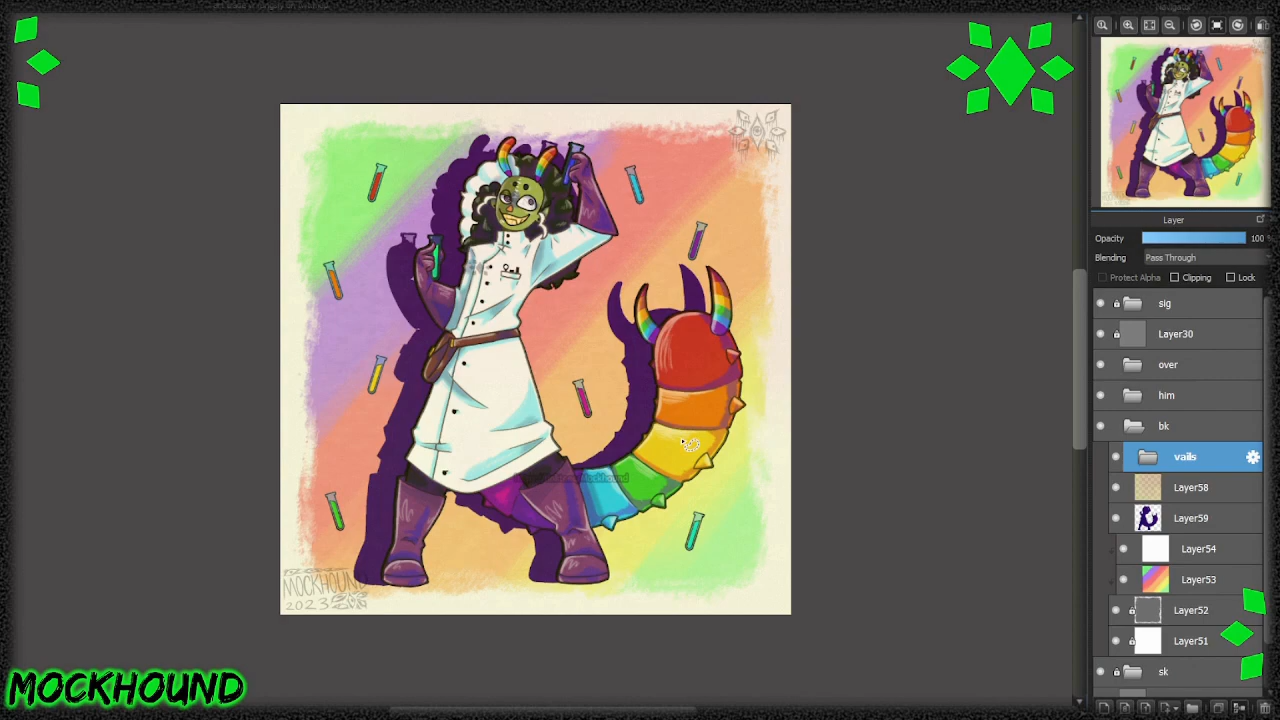 Navigator
Layer
Opacity 100
Blending Pass Through
Protect Alpha Clipping Lock
sig
Layer30
over
him
bk
vails
Layer58
Layer59
Layer54
Layer53
Layer52
Layer51
sk
MOCKHOUND
2023
MOCKHOUND